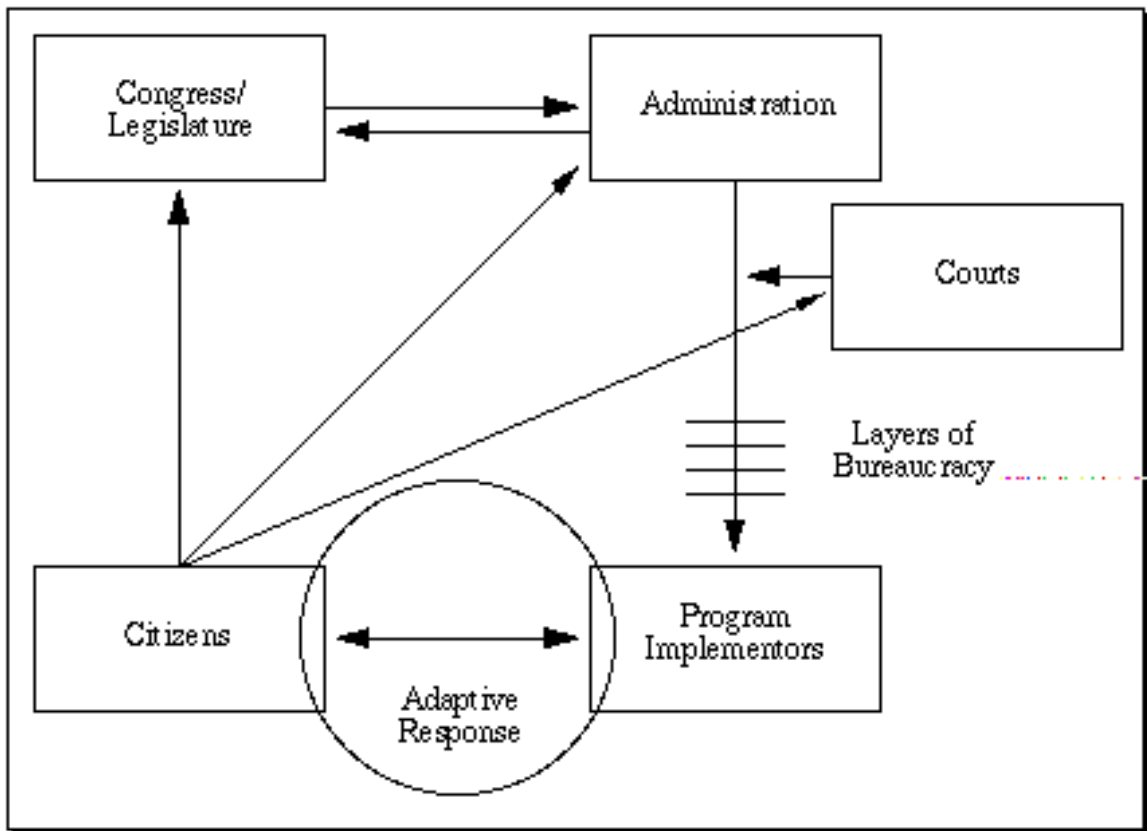 Congress/
Legislature
Administration
Courts
Layers of
Bureaucracy
Citizens
Program
Implementors
Adaptive
Response